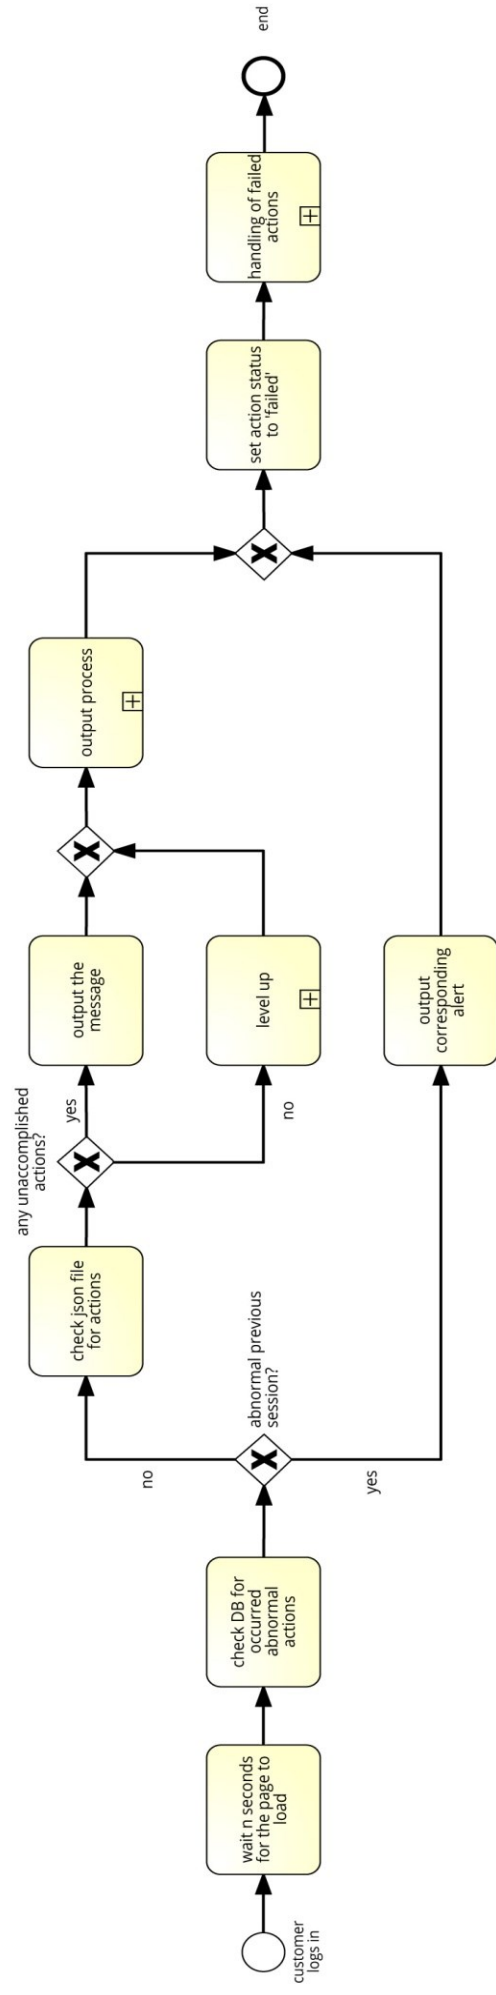 customer
logs in
wait n seconds
for the page to
load
check DB for
occurred
abnormal
actions
abnormal previous
session?
no
yes
check json file
for actions
any unaccomplished
actions?
yes
no
output the
message
level up
output
corresponding
alert
output process
set action status
to 'failed'
handling of failed
actions
end